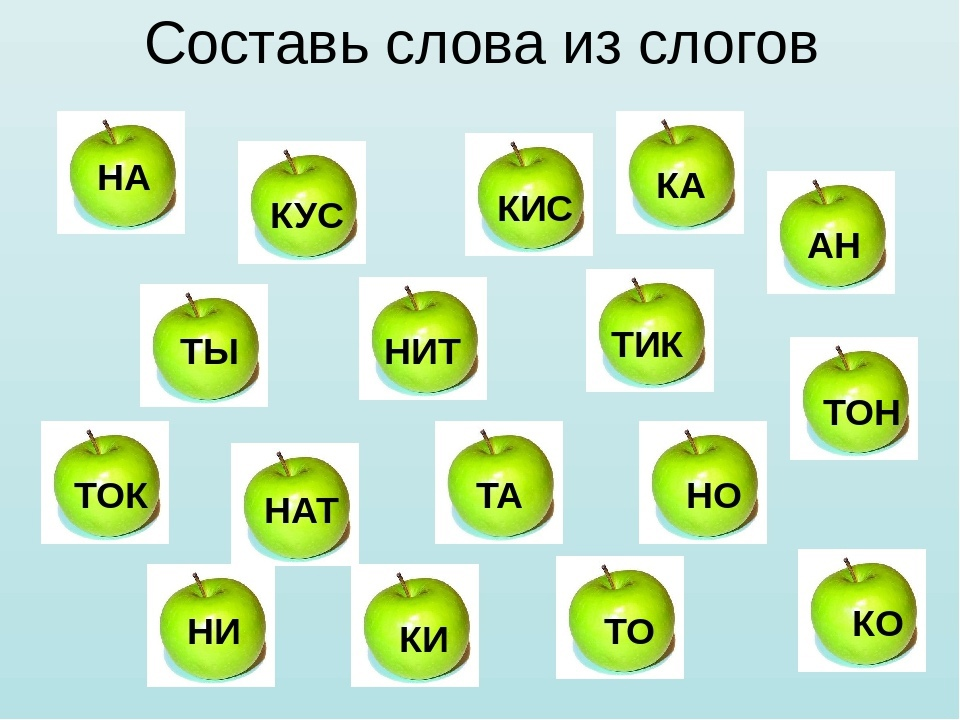 Составь слова из слогов
НА
КУС
КИС
КА
АН
ТЫ
НИТ
ТИК
ТОН
ТОК
НАТ
ТА
НО
НИ
КИ
ТО
КО